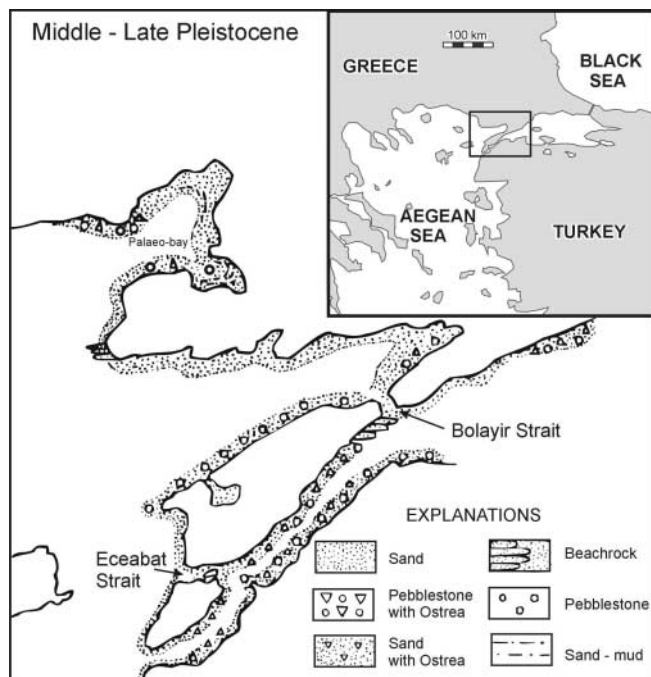 Middle - Late Pleistocene
100 km
GREECE
BLACK
SEA
AEGEAN
SEA
TURKEY
Palaeo-bay
Bolayir Strait
Eceabat
Strait
EXPLANATIONS
Sand
Beachrock
Pebblestone
with Ostrea
Pebblestone
Sand
with Ostrea
Sand - mud